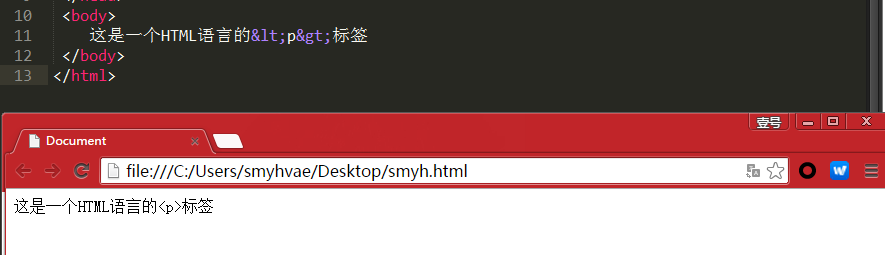 10 <body>
11 这是一个HTML语言的&lt;p&gt;标签
12 </body>
13 </html>
壹号
Document
file:///C:/Users/smyhvae/Desktop/smyh.html
W
这是一个HTML语言的<p>标签